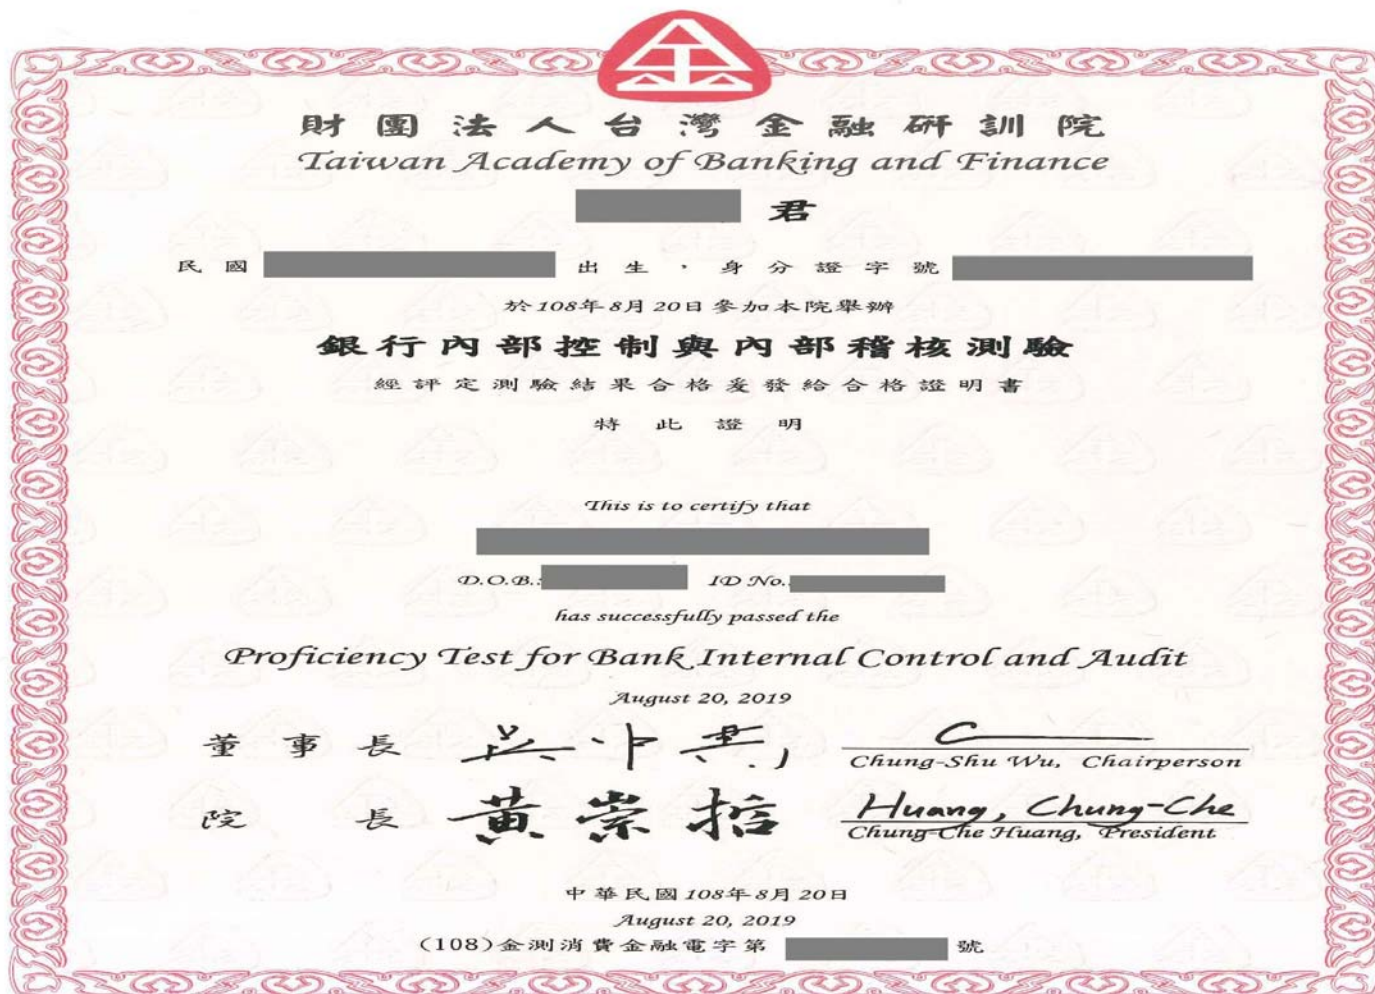 財團法人台灣金融研訓院
Taiwan Academy of Banking and Finance
君
民國 出生，身分證字號
於108年8月20日參加本院舉辦
銀行內部控制與內部稽核測驗
經評定測驗結果合格爰發給合格證明書
特此證明
This is to certify that
D.O.B.: ID No.:
has successfully passed the
Proficiency Test for Bank Internal Control and Audit
August 20, 2019
董事長 吳中書
Chung-Shu Wu, Chairperson
院長 黃崇哲 Huang, Chung-Che
Chung-Che Huang, President
中華民國108年8月20日
August 20, 2019
(108)金測消費金融電字第 號